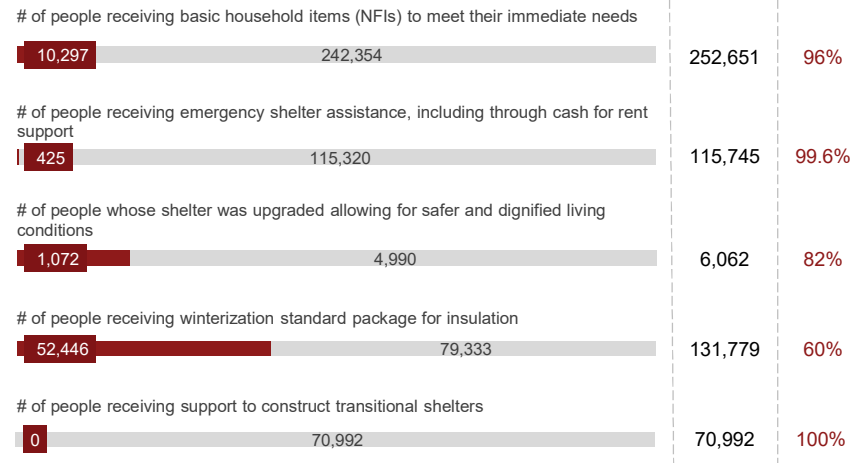 # of people receiving basic household items (NFIs) to meet their immediate needs
10,297 242,354 252,651 96%
# of people receiving emergency shelter assistance, including through cash for rent
support
425 115,320 115,745 99.6%
# of people whose shelter was upgraded allowing for safer and dignified living
conditions
1,072 4,990 6,062 82%
# of people receiving winterization standard package for insulation
52,446 79,333 131,779 60%
# of people receiving support to construct transitional shelters
0 70,992 70,992 100%